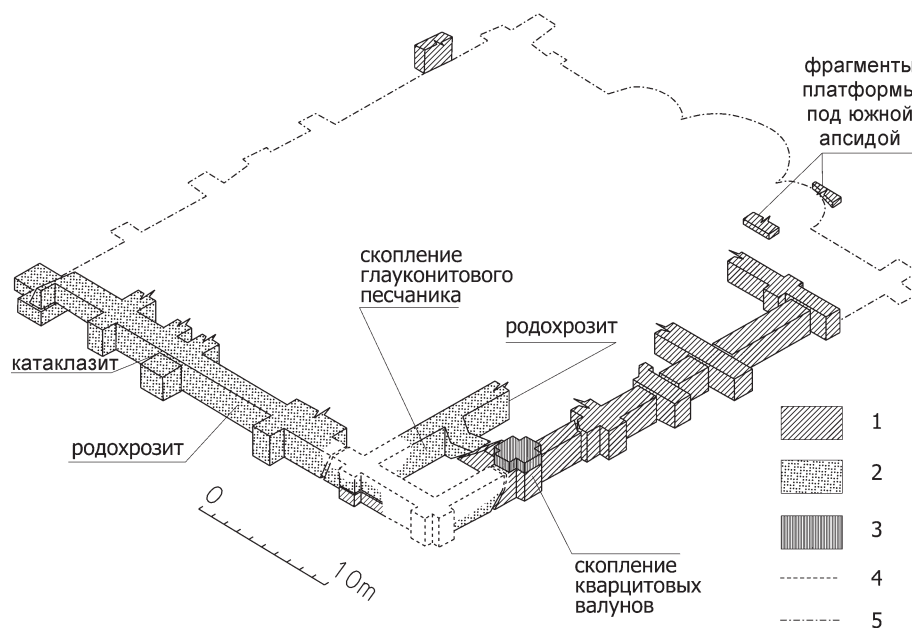 фрагменты
платформы
под южной
апсидой
скопление
глауконитового
песчаника
родохрозит
катаклазит
родохрозит
0
10m
скопление
кварцитовых
валунов
1
2
3
4
5